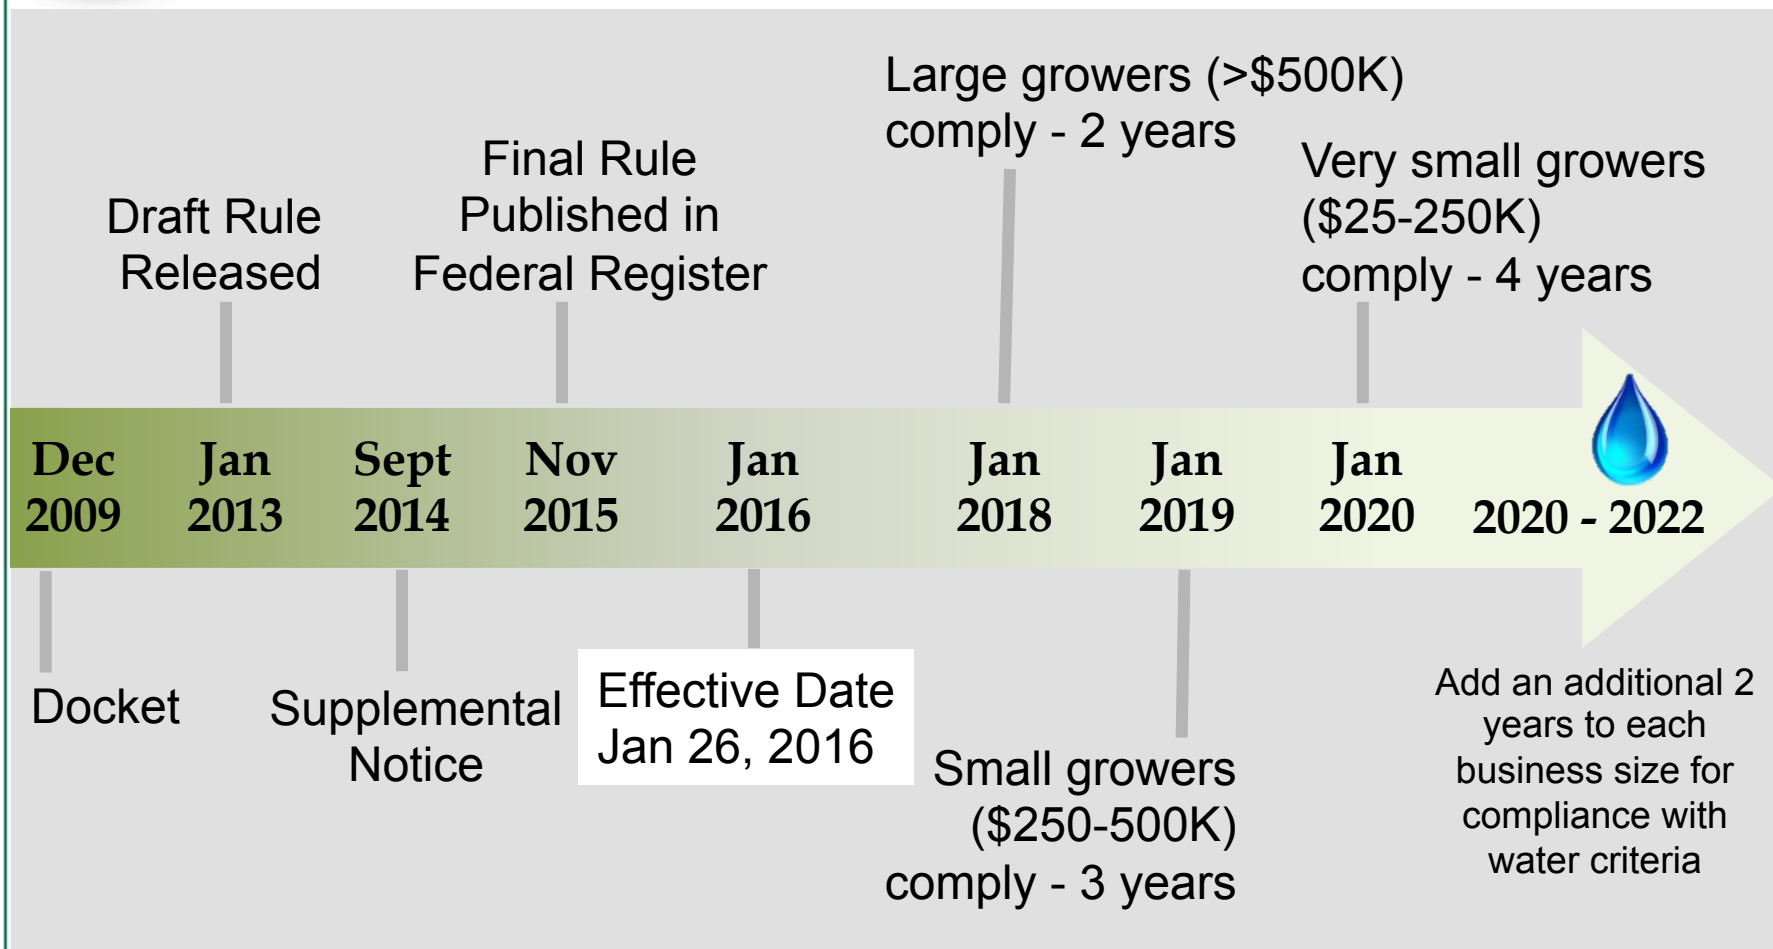 Large growers (>$500K)
comply - 2 years
Final Rule
Published in
Federal Register
Very small growers
($25-250K)
comply - 4 years
Draft Rule
Released
Dec
2009
Jan
2013
Sept
2014
Nov
2015
Jan
2016
Jan
2018
Jan
2019
Jan
2020
2020 - 2022
Docket
Supplemental
Notice
Effective Date
Jan 26, 2016
Small growers
($250-500K)
comply - 3 years
Add an additional 2
years to each
business size for
compliance with
water criteria